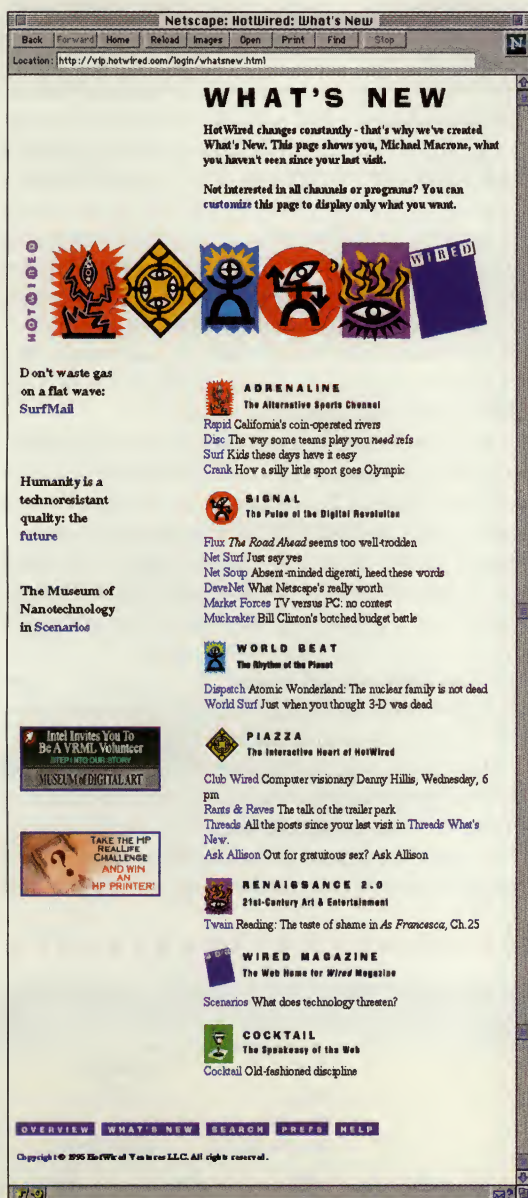 Netscape: HotWired: What's New
Back Forward Home Reload Images Open Print Find Stop
N
Location: http://vip.hotwired.com/login/whatsnew.html
WHAT'S NEW
HotWired changes constantly - that's why we've created
What's New. This page shows you, Michael Macrone, what
you haven't seen since your last visit.
Not interested in all channels or programs? You can
customize this page to display only what you want.
HOTWIRED
WIRED
Don't waste gas
on a flat wave:
SurfMail
Humanity is a
technoresistant
quality: the
future
The Museum of
Nanotechnology
in Scenarios
Intel Invites You To
Be A VRML Volunteer
STEP INTO OUR STORY
MUSEUM of DIGITAL ART
TAKE THE HP
REALLIFE
CHALLENGE
AND WIN
AN
HP PRINTER!
ADRENALINE
The Alternative Sports Channel
Rapid California's coin-operated rivers
Disc The way some teams play you need refs
Surf Kids these days have it easy
Crank How a silly little sport goes Olympic
SIGNAL
The Pulse of the Digital Revolution
Flux The Road Ahead seems too well-trodden
Net Surf Just say yes
Net Soup Absent-minded digerati, heed these words
DaveNet What Netscape's really worth
Market Forces TV versus PC: no contest
Muckraker Bill Clinton's botched budget battle
WORLD BEAT
The Rhythm of the Planet
Dispatch Atomic Wonderland: The nuclear family is not dead
World Surf Just when you thought 3-D was dead
PIAZZA
The Interactive Heart of HotWired
Club Wired Computer visionary Danny Hillis, Wednesday, 6
pm
Rants & Raves The talk of the trailer park
Threads All the posts since your last visit in Threads What's
New.
Ask Allison Out for gratuitous sex? Ask Allison
RENAISSANCE 2.0
21st-Century Art & Entertainment
Twain Reading: The taste of shame in As Francesca, Ch.25
WIRED MAGAZINE
The Web Home for Wired Magazine
Scenarios What does technology threaten?
COCKTAIL
The Speakeasy of the Web
Cocktail Old-fashioned discipline
OVERVIEW WHAT'S NEW SEARCH PREFS HELP
Copyright © 1995 HotWired Ventures LLC. All rights reserved.